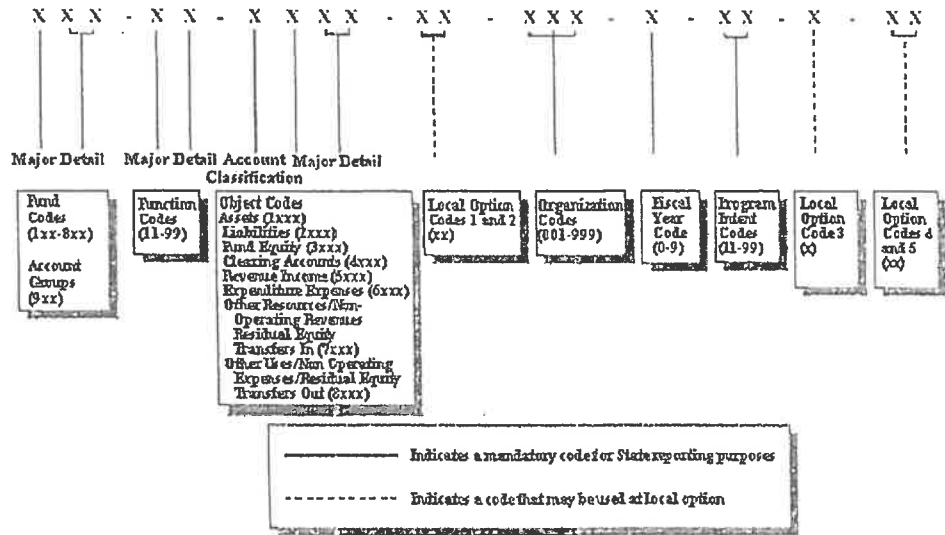 X X X - X X - X X X X - X X - X X X - X - X X - X - X X
Major Detail Major Detail Account Major Detail
Classification
Fund
Codes
(1xx-8xx)
Account
Groups
(9xx)
Function
Codes
(11-99)
Object Codes
Assets (1xxx)
Liabilities (2xxx)
Fund Equity (3xxx)
Clearing Accounts (4xxx)
Revenue Income (5xxx)
Expenditure Expenses (6xxx)
Other Resources/Non-
Operating Revenues
Residual Equity
Transfers In (7xxx)
Other Uses/Non Operating
Expenses/Residual Equity
Transfers Out (8xxx)
Local Option
Codes 1 and 2
(xx)
Organization
Codes
(001-999)
Fiscal
Year
Code
(0-9)
Program
Intent
Codes
(11-99)
Local
Option
Code 3
(x)
Local
Option
Codes 4
and 5
(xx)
Indicates a mandatory code for State reporting purposes
Indicates a code that may be used at local option